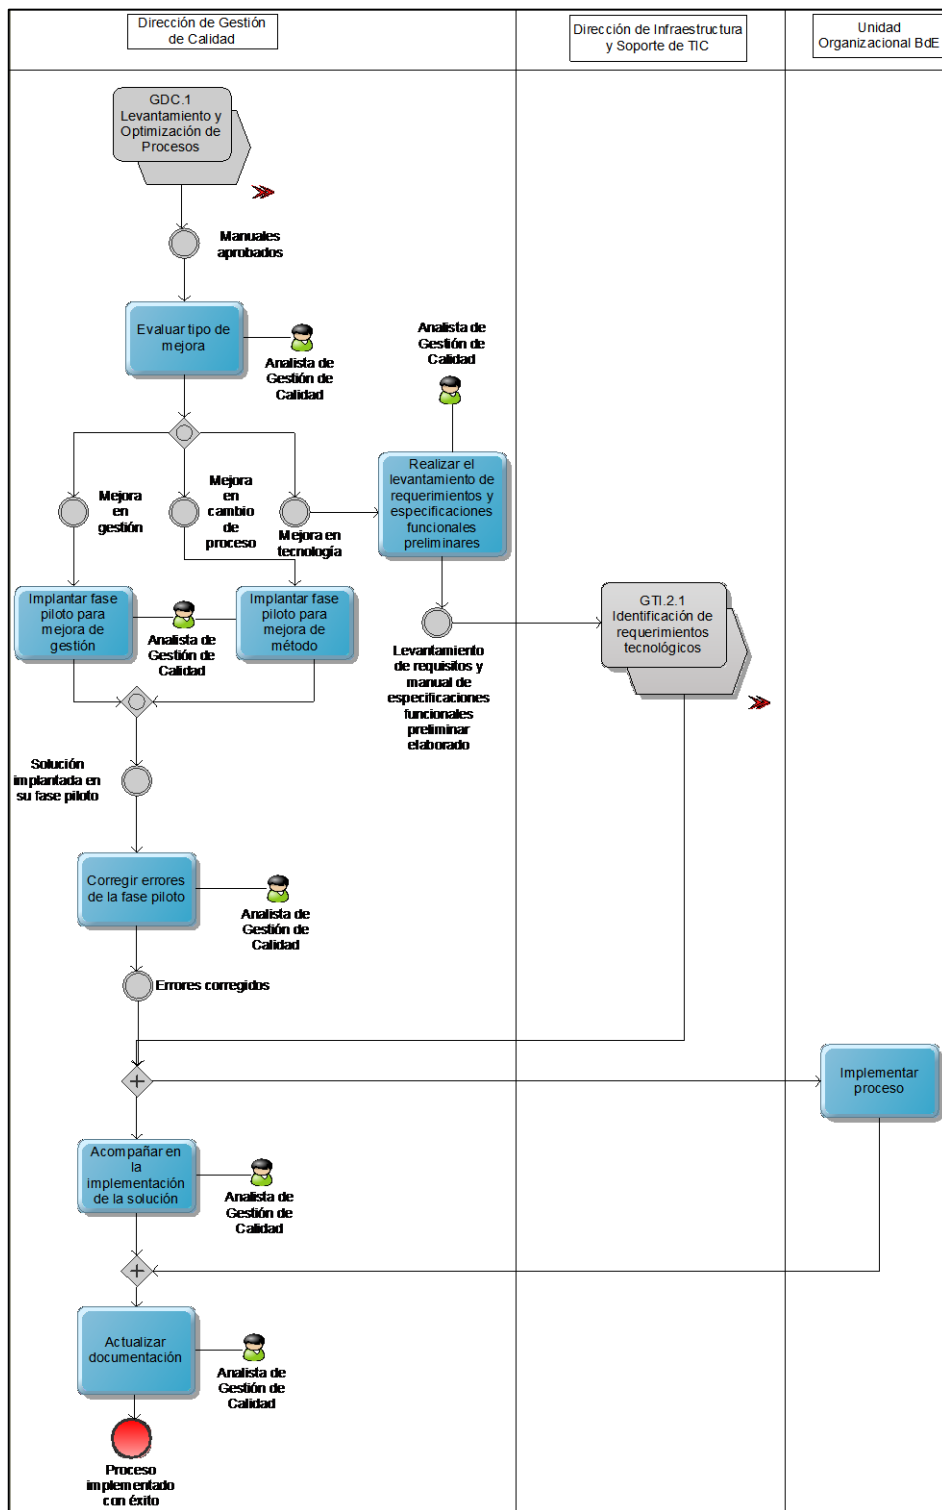 Dirección de Gestión
de Calidad
Dirección de Infraestructura
y Soporte de TIC
Unidad
Organizacional BdE
GDC.1
Levantamiento y
Optimización de
Procesos
Manuales
aprobados
Evaluar tipo de
mejora
Analista de
Gestión de
Calidad
Analista de
Gestión de
Calidad
Mejora
en
gestión
Mejora
en
cambio
de
proceso
Mejora en
tecnología
Realizar el
levantamiento de
requerimientos y
especificaciones
funcionales
preliminares
Implantar fase
piloto para
mejora de
gestión
Analista de
Gestión de
Calidad
Implantar fase
piloto para
mejora de
método
Levantamiento
de requisitos y
manual de
especificaciones
funcionales
preliminar
elaborado
GTI.2.1
Identificación de
requerimientos
tecnológicos
Solución
implantada en
su fase piloto
Corregir errores
de la fase piloto
Analista de
Gestión de
Calidad
Errores corregidos
Implementar
proceso
Acompañar en
la
implementación
de la solución
Analista de
Gestión de
Calidad
Actualizar
documentación
Analista de
Gestión de
Calidad
Proceso
implementado
con éxito